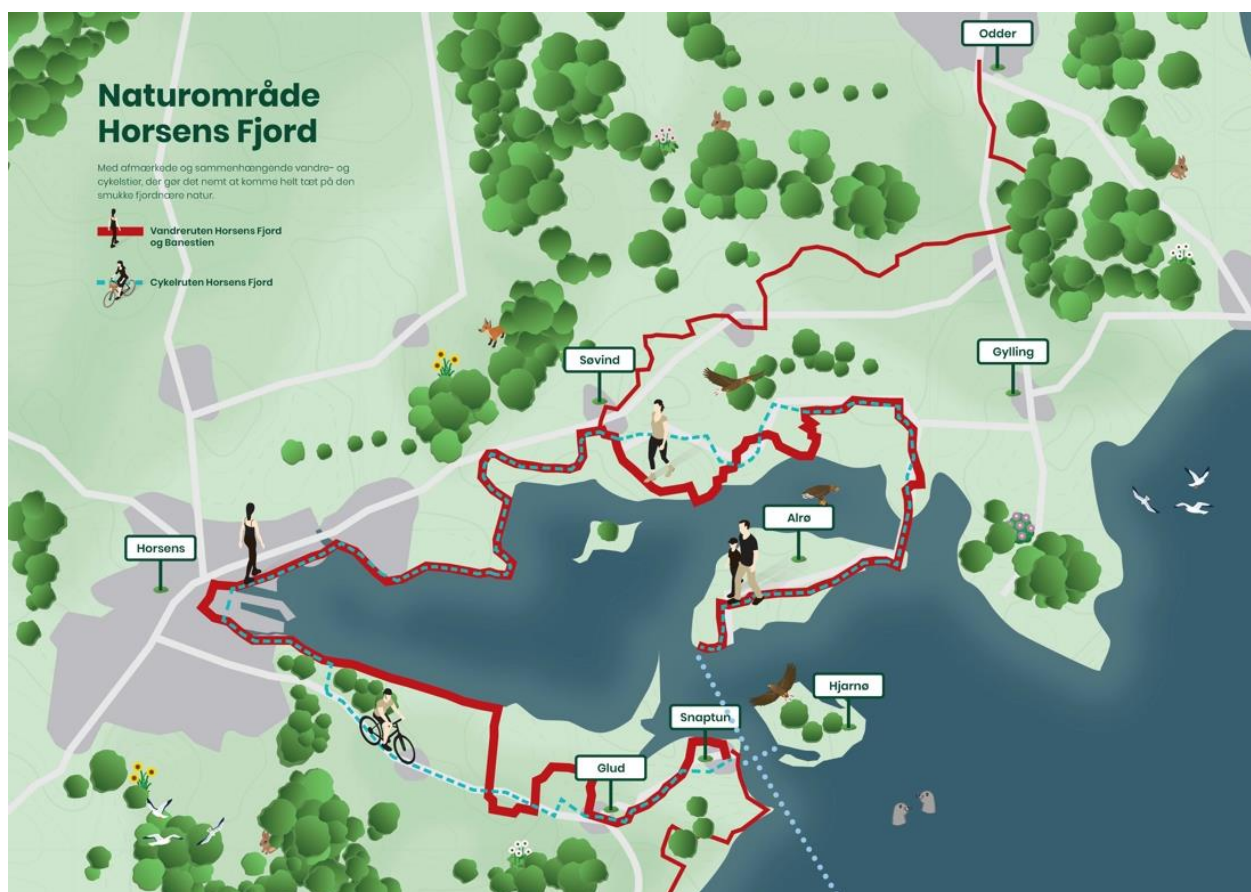 Naturområde
Horsens Fjord
Med afmærkede og sammenhængende vandre- og
cykelstier, der gør det nemt at komme helt tæt på den
smukke fjordnære natur.
Vandreruten Horsens Fjord
og Banestien
Cykelruten Horsens Fjord
Odder
Søvind
Gylling
Horsens
Alrø
Hjarnø
Snaptun
Glud